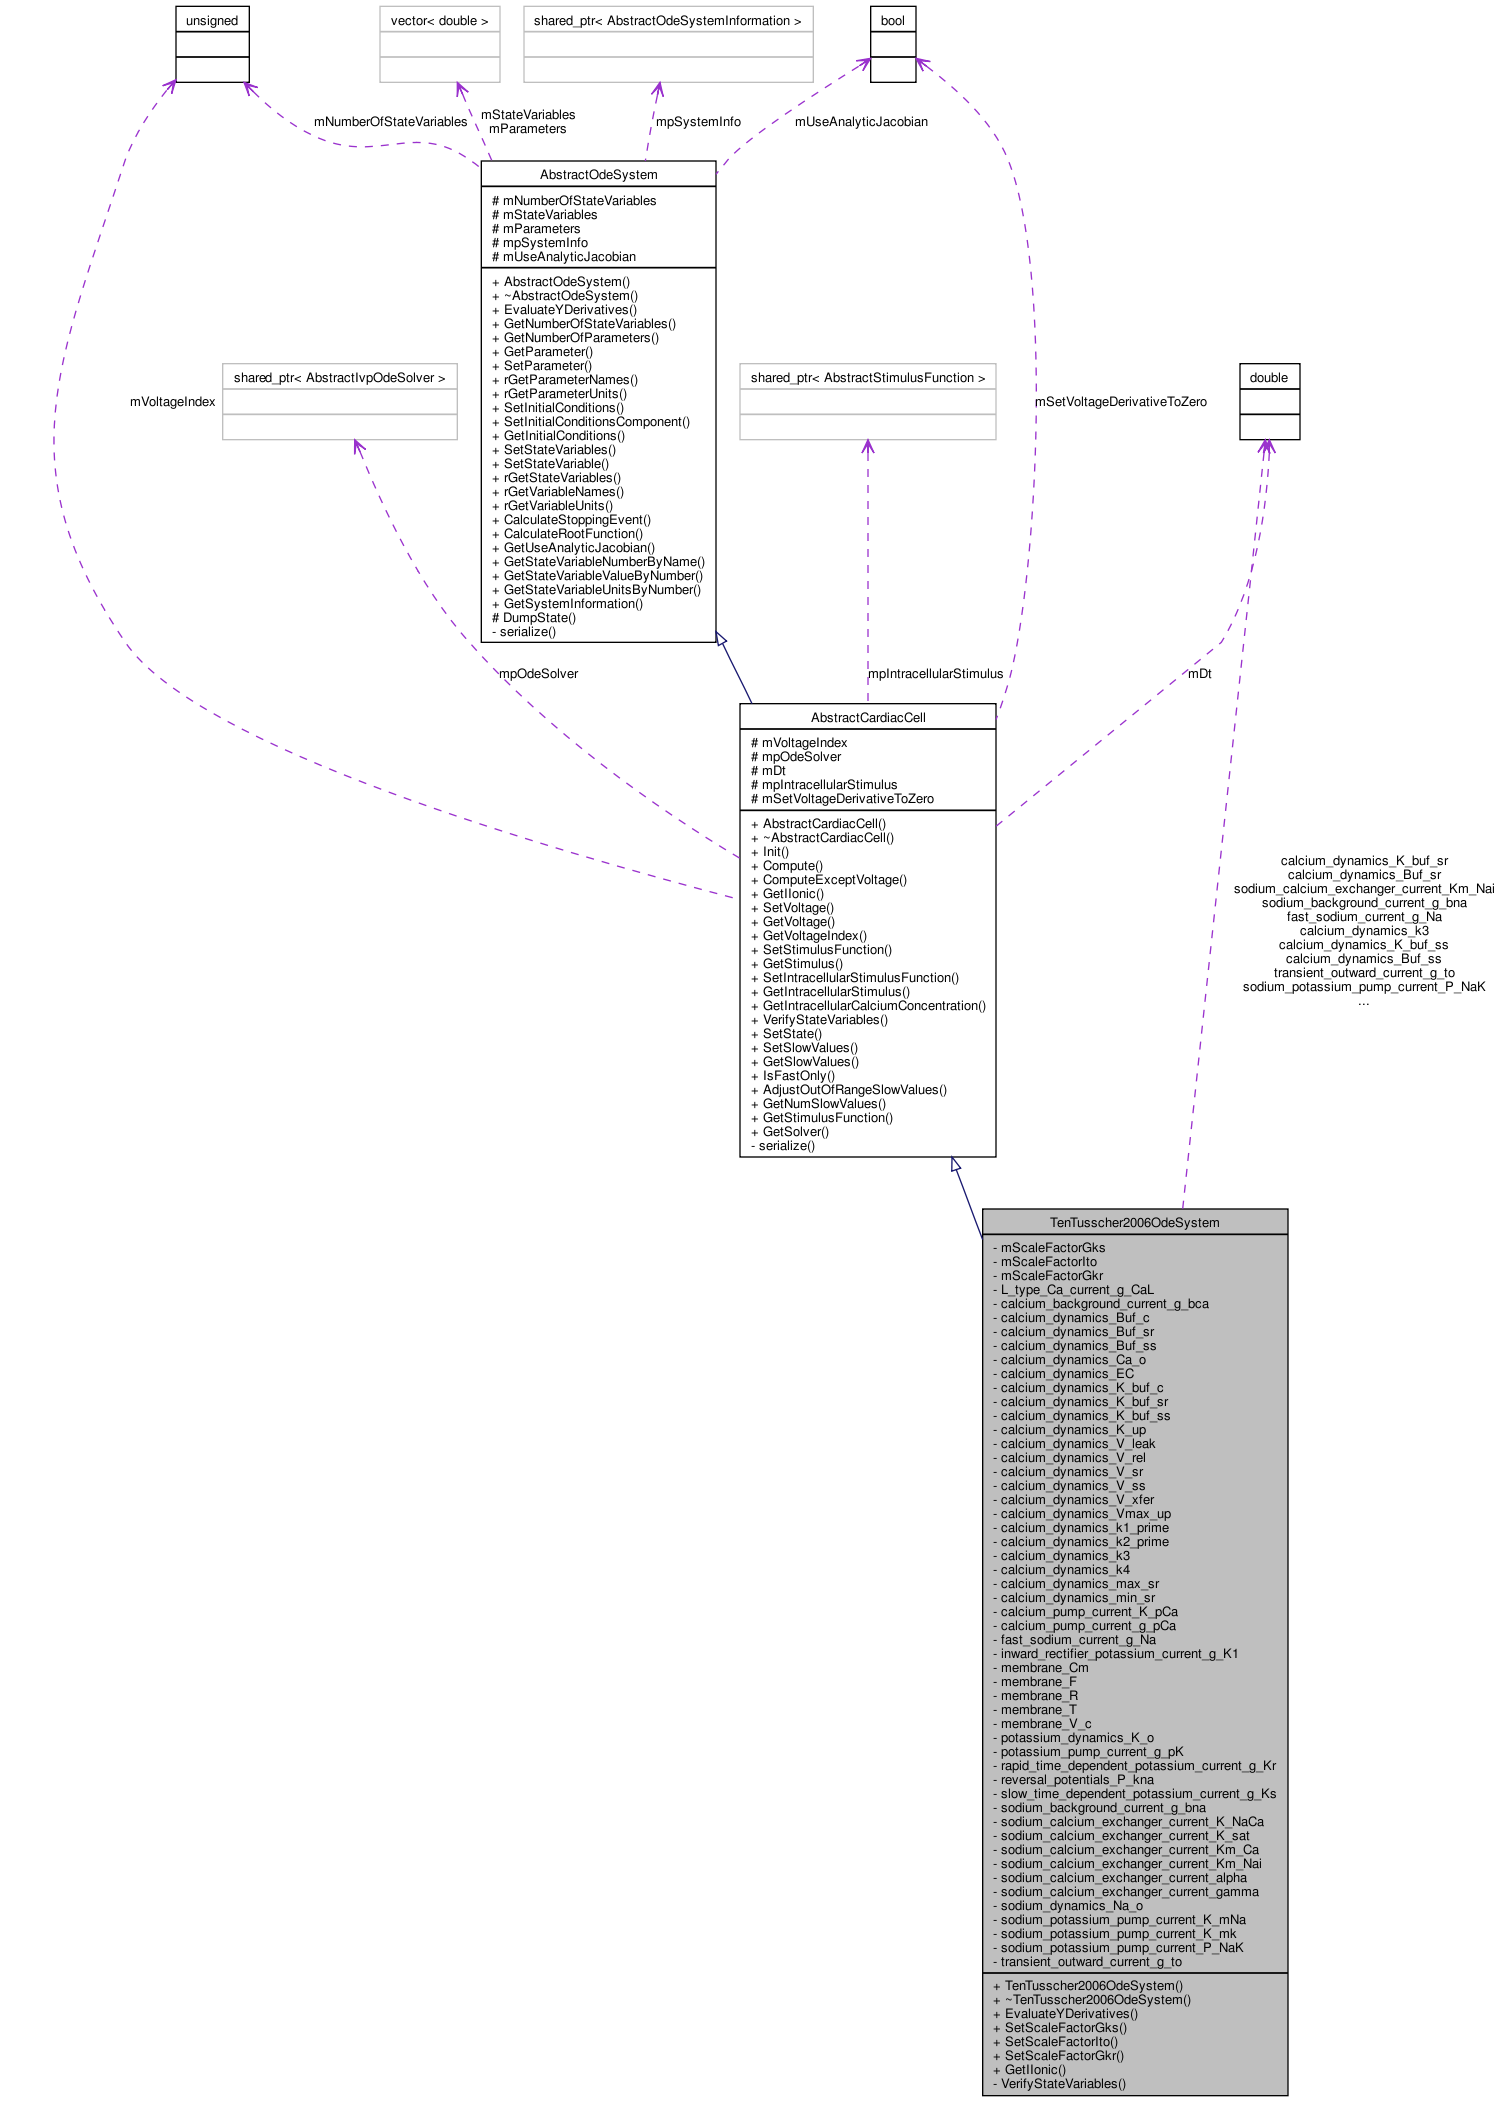 unsigned
vector< double >
shared_ptr< AbstractOdeSystemInformation >
bool
mNumberOfStateVariables
mStateVariables
mParameters
mpSystemInfo
mUseAnalyticJacobian
AbstractOdeSystem
# mNumberOfStateVariables
# mStateVariables
# mParameters
# mpSystemInfo
# mUseAnalyticJacobian
+ AbstractOdeSystem()
+ ~AbstractOdeSystem()
+ EvaluateYDerivatives()
+ GetNumberOfStateVariables()
+ GetNumberOfParameters()
+ GetParameter()
+ SetParameter()
+ rGetParameterNames()
+ rGetParameterUnits()
+ SetInitialConditions()
+ SetInitialConditionsComponent()
+ GetInitialConditions()
+ SetStateVariables()
+ SetStateVariable()
+ rGetStateVariables()
+ rGetVariableNames()
+ rGetVariableUnits()
+ CalculateStoppingEvent()
+ CalculateRootFunction()
+ GetUseAnalyticJacobian()
+ GetStateVariableNumberByName()
+ GetStateVariableValueByNumber()
+ GetStateVariableUnitsByNumber()
+ GetSystemInformation()
# DumpState()
- serialize()
mVoltageIndex
shared_ptr< AbstractIvpOdeSolver >
shared_ptr< AbstractStimulusFunction >
mSetVoltageDerivativeToZero
double
mpOdeSolver
mpIntracellularStimulus
mDt
AbstractCardiacCell
# mVoltageIndex
# mpOdeSolver
# mDt
# mpIntracellularStimulus
# mSetVoltageDerivativeToZero
+ AbstractCardiacCell()
+ ~AbstractCardiacCell()
+ Init()
+ Compute()
+ ComputeExceptVoltage()
+ GetIIonic()
+ SetVoltage()
+ GetVoltage()
+ GetVoltageIndex()
+ SetStimulusFunction()
+ GetStimulus()
+ SetIntracellularStimulusFunction()
+ GetIntracellularStimulus()
+ GetIntracellularCalciumConcentration()
+ VerifyStateVariables()
+ SetState()
+ SetSlowValues()
+ GetSlowValues()
+ IsFastOnly()
+ AdjustOutOfRangeSlowValues()
+ GetNumSlowValues()
+ GetStimulusFunction()
+ GetSolver()
- serialize()
calcium_dynamics_K_buf_sr
calcium_dynamics_Buf_sr
sodium_calcium_exchanger_current_Km_Nai
sodium_background_current_g_bna
fast_sodium_current_g_Na
calcium_dynamics_k3
calcium_dynamics_K_buf_ss
calcium_dynamics_Buf_ss
transient_outward_current_g_to
sodium_potassium_pump_current_P_NaK
...
TenTusscher2006OdeSystem
- mScaleFactorGks
- mScaleFactorIto
- mScaleFactorGkr
- L_type_Ca_current_g_CaL
- calcium_background_current_g_bca
- calcium_dynamics_Buf_c
- calcium_dynamics_Buf_sr
- calcium_dynamics_Buf_ss
- calcium_dynamics_Ca_o
- calcium_dynamics_EC
- calcium_dynamics_K_buf_c
- calcium_dynamics_K_buf_sr
- calcium_dynamics_K_buf_ss
- calcium_dynamics_K_up
- calcium_dynamics_V_leak
- calcium_dynamics_V_rel
- calcium_dynamics_V_sr
- calcium_dynamics_V_ss
- calcium_dynamics_V_xfer
- calcium_dynamics_Vmax_up
- calcium_dynamics_k1_prime
- calcium_dynamics_k2_prime
- calcium_dynamics_k3
- calcium_dynamics_k4
- calcium_dynamics_max_sr
- calcium_dynamics_min_sr
- calcium_pump_current_K_pCa
- calcium_pump_current_g_pCa
- fast_sodium_current_g_Na
- inward_rectifier_potassium_current_g_K1
- membrane_Cm
- membrane_F
- membrane_R
- membrane_T
- membrane_V_c
- potassium_dynamics_K_o
- potassium_pump_current_g_pK
- rapid_time_dependent_potassium_current_g_Kr
- reversal_potentials_P_kna
- slow_time_dependent_potassium_current_g_Ks
- sodium_background_current_g_bna
- sodium_calcium_exchanger_current_K_NaCa
- sodium_calcium_exchanger_current_K_sat
- sodium_calcium_exchanger_current_Km_Ca
- sodium_calcium_exchanger_current_Km_Nai
- sodium_calcium_exchanger_current_alpha
- sodium_calcium_exchanger_current_gamma
- sodium_dynamics_Na_o
- sodium_potassium_pump_current_K_mNa
- sodium_potassium_pump_current_K_mk
- sodium_potassium_pump_current_P_NaK
- transient_outward_current_g_to
+ TenTusscher2006OdeSystem()
+ ~TenTusscher2006OdeSystem()
+ EvaluateYDerivatives()
+ SetScaleFactorGks()
+ SetScaleFactorIto()
+ SetScaleFactorGkr()
+ GetIIonic()
- VerifyStateVariables()